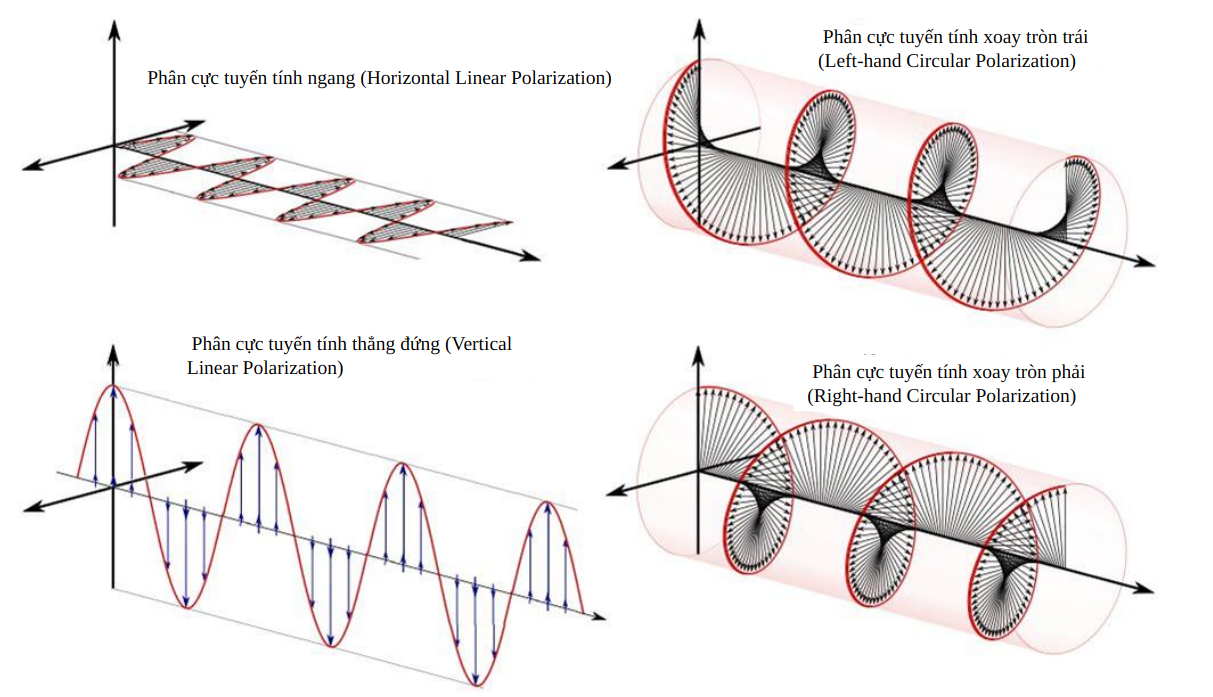 Phân cực tuyến tính ngang (Horizontal Linear Polarization)
Phân cực tuyến tính xoay tròn trái
(Left-hand Circular Polarization)
Phân cực tuyến tính thẳng đứng (Vertical
Linear Polarization)
Phân cực tuyến tính xoay tròn phải
(Right-hand Circular Polarization)